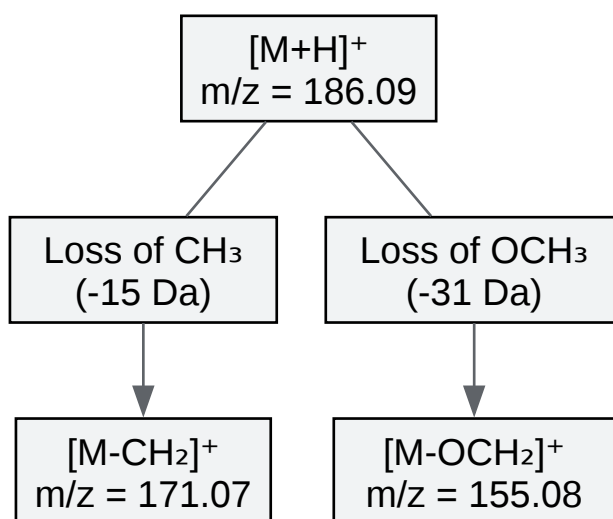 [M+H]⁺
m/z = 186.09
Loss of CH₃
(-15 Da)
Loss of OCH₃
(-31 Da)
[M-CH₂]⁺
m/z = 171.07
[M-OCH₂]⁺
m/z = 155.08